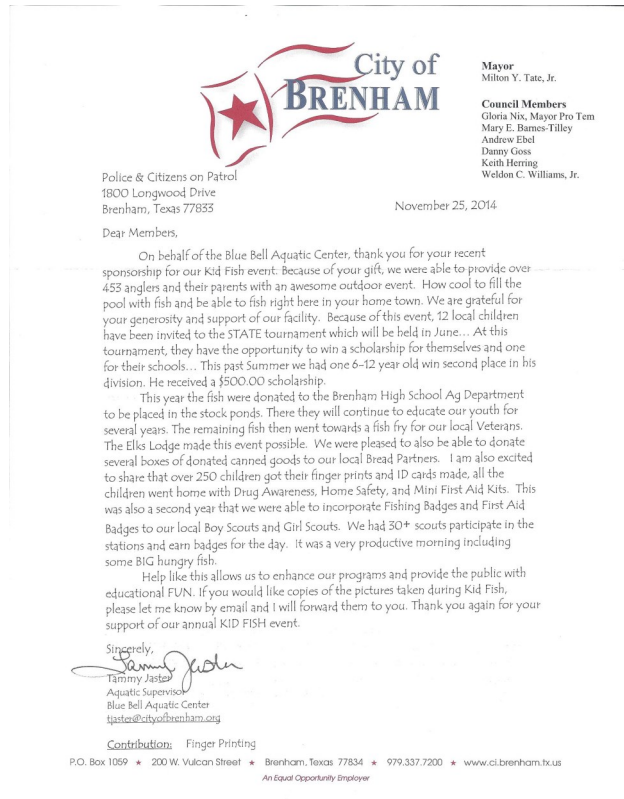 City of
BRENHAM
Mayor
Milton Y. Tate, Jr.
Council Members
Gloria Nix, Mayor Pro Tem
Mary E. Barnes-Tilley
Andrew Ebel
Danny Goss
Keith Herring
Weldon C. Williams, Jr.
Police & Citizens on Patrol
1800 Longwood Drive
Brenham, Texas 77833
November 25, 2014
Dear Members,
On behalf of the Blue Bell Aquatic Center, thank you for your recent
sponsorship for our Kid Fish event. Because of your gift, we were able to provide over
453 anglers and their parents with an awesome outdoor event. How cool to fill the
pool with fish and be able to fish right here in your home town. We are grateful for
your generosity and support of our facility. Because of this event, 12 local children
have been invited to the STATE tournament which will be held in June... At this
tournament, they have the opportunity to win a scholarship for themselves and one
for their schools... This past Summer we had one 6-12 year old win second place in his
division. He received a $500.00 scholarship.
This year the fish were donated to the Brenham High School Ag Department
to be placed in the stock ponds. There they will continue to educate our youth for
several years. The remaining fish then went towards a fish fry for our local Veterans.
The Elks Lodge made this event possible. We were pleased to also be able to donate
several boxes of donated canned goods to our local Bread Partners. I am also excited
to share that over 250 children got their finger prints and ID cards made, all the
children went home with Drug Awareness, Home Safety, and Mini First Aid Kits. This
was also a second year that we were able to incorporate Fishing Badges and First Aid
Badges to our local Boy Scouts and Girl Scouts. We had 30+ scouts participate in the
stations and earn badges for the day. It was a very productive morning including
some BIG hungry fish.
Help like this allows us to enhance our programs and provide the public with
educational FUN. If you would like copies of the pictures taken during Kid Fish,
please let me know by email and I will forward them to you. Thank you again for your
support of our annual KID FISH event.
Sincerely,
Tammy Jaster
Tammy Jaster
Aquatic Supervisor
Blue Bell Aquatic Center
tjaster@cityofbrenham.org
Contribution: Finger Printing
P.O. Box 1059 ★ 200 W. Vulcan Street ★ Brenham, Texas 77834 ★ 979.337.7200 ★ www.ci.brenham.tx.us
An Equal Opportunity Employer